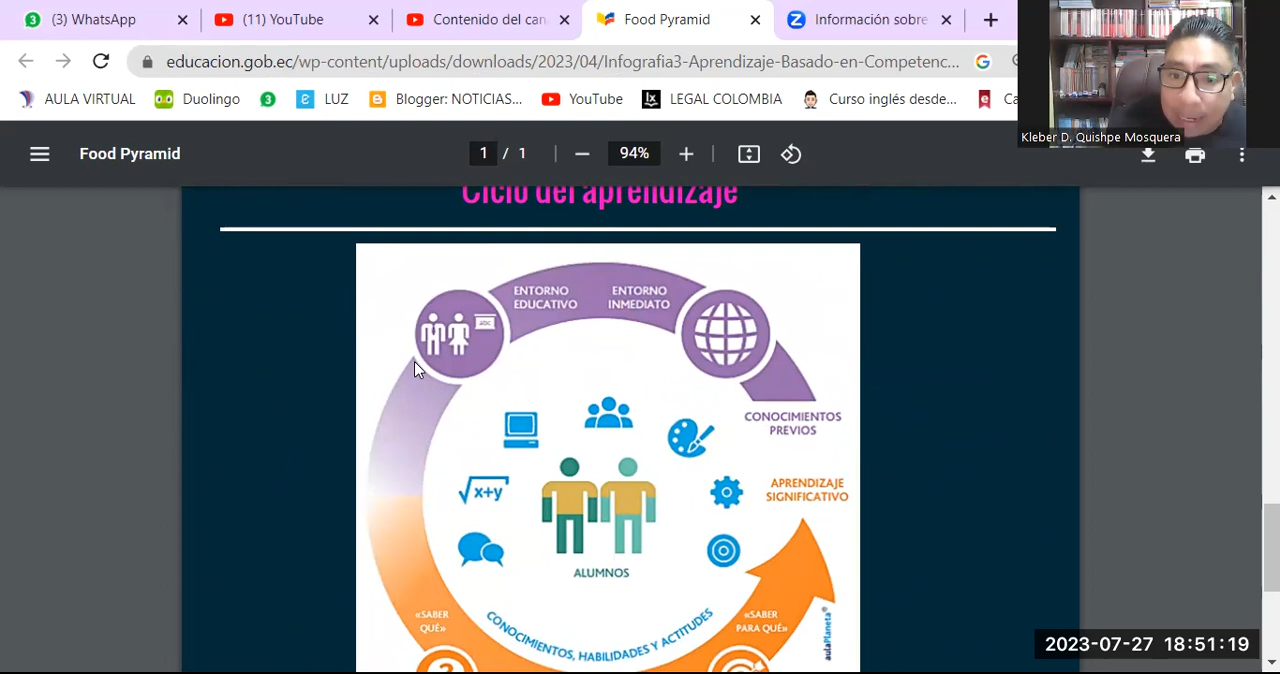 (3) WhatsApp
(11) YouTube
Contenido del can
Food Pyramid
Información sobre
educacion.gob.ec/wp-content/uploads/downloads/2023/04/Infografia3-Aprendizaje-Basado-en-Competenc...
AULA VIRTUAL
Duolingo
LUZ
Blogger: NOTICIAS...
YouTube
LEGAL COLOMBIA
Curso inglés desde...
Kleber D. Quishpe Mosquera
Food Pyramid
1 / 1
94%
Ciclo del aprendizaje
ENTORNO
EDUCATIVO
ENTORNO
INMEDIATO
abc
CONOCIMIENTOS
PREVIOS
APRENDIZAJE
SIGNIFICATIVO
√x+y
ALUMNOS
«SABER
QUÉ»
CONOCIMIENTOS, HABILIDADES Y ACTITUDES
«SABER
PARA QUÉ»
aulaPlaneta
2023-07-27 18:51:19